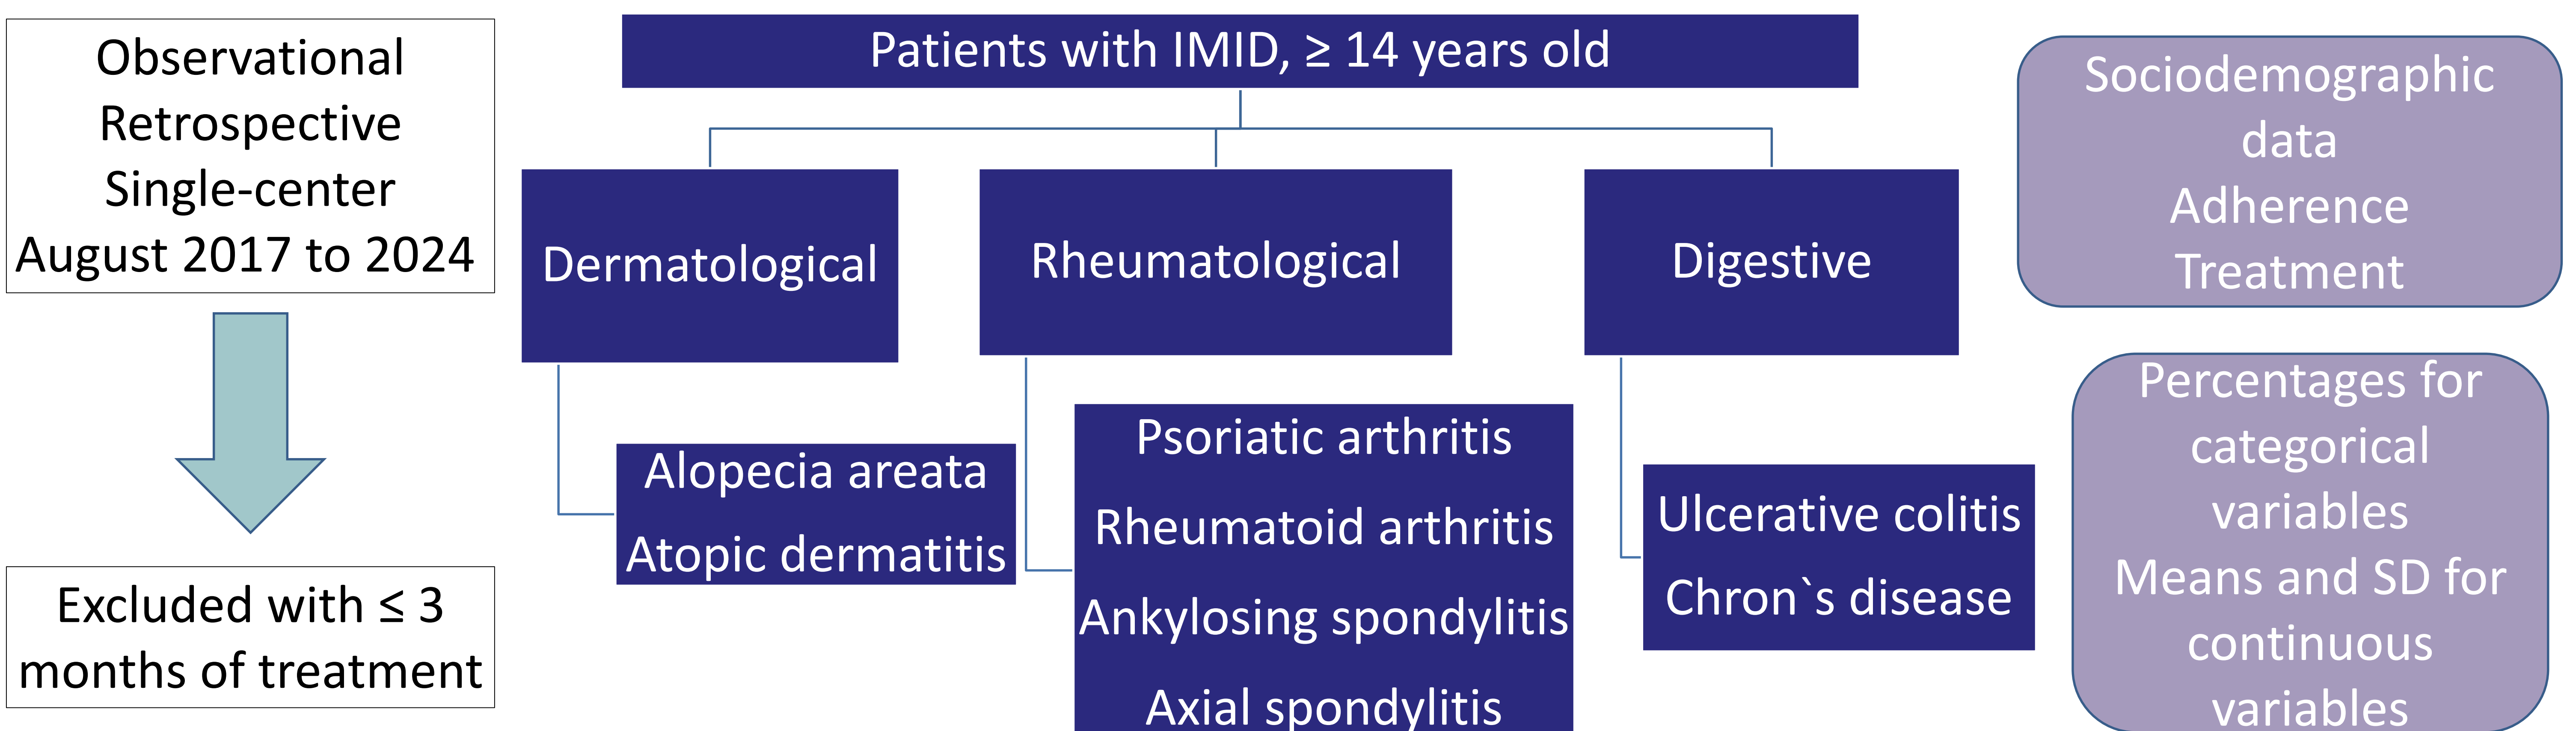 Observational
Retrospective
Single-center
August 2017 to 2024
Excluded with ≤ 3
months of treatment
Patients with IMID, ≥ 14 years old
Dermatological
Alopecia areata
Atopic dermatitis
Rheumatological
Psoriatic arthritis
Rheumatoid arthritis
Ankylosing spondylitis
Axial spondylitis
Digestive
Ulcerative colitis
Chron`s disease
Sociodemographic
data
Adherence
Treatment
Percentages for
categorical
variables
Means and SD for
continuous
variables